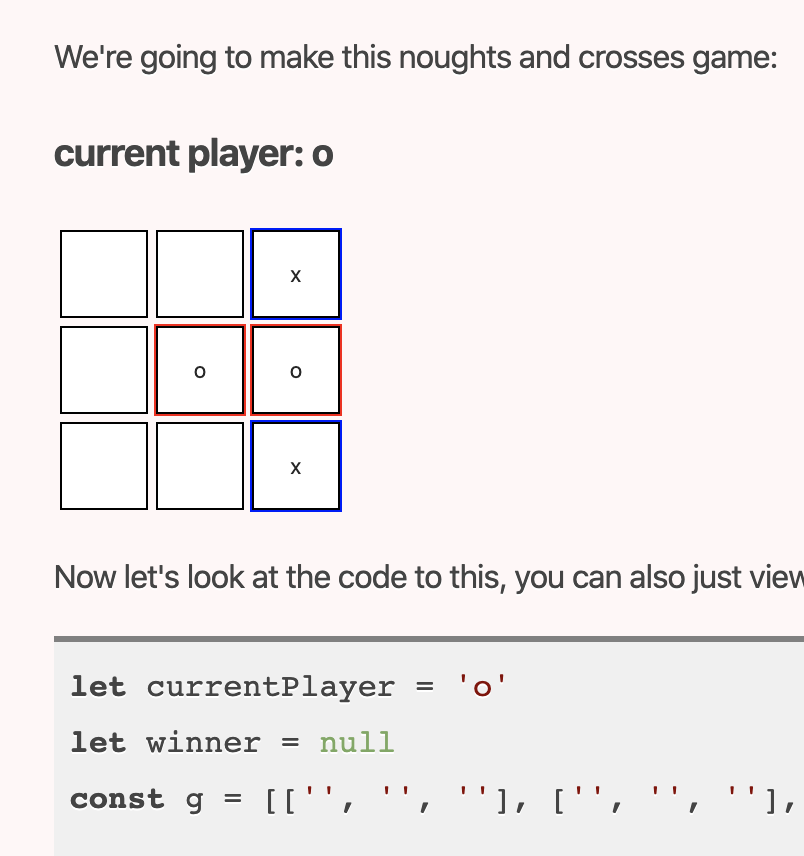 We're going to make this noughts and crosses game:
current player: o
x
o o
x
Now let's look at the code to this, you can also just view
let currentPlayer = 'o'
let winner = null
const g = [['', '', ''], ['', '', ''],